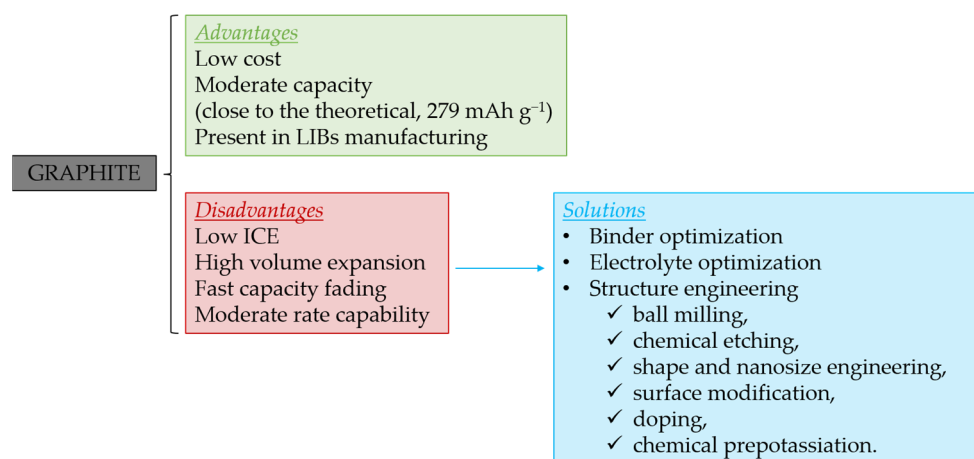 GRAPHITE
Advantages
Low cost
Moderate capacity
(close to the theoretical, 279 mAh g⁻¹)
Present in LIBs manufacturing
Disadvantages
Low ICE
High volume expansion
Fast capacity fading
Moderate rate capability
Solutions
• Binder optimization
• Electrolyte optimization
• Structure engineering
✓ ball milling,
✓ chemical etching,
✓ shape and nanosize engineering,
✓ surface modification,
✓ doping,
✓ chemical prepotassiation.